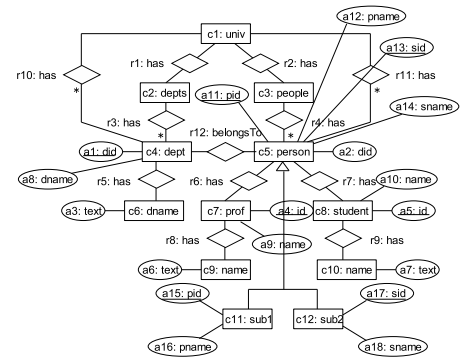 a12: pname
c1: univ
a13: sid
r1: has
r2: has
r10: has
r11: has
*
*
c2: depts
a11: pid
c3: people
a14: sname
r3: has
*
r12: belongsTo
*
r4: has
a1: did
c4: dept
c5: person
a2: did
a8: dname
r5: has
r6: has
r7: has
a10: name
a3: text
c6: dname
c7: prof
a4: id
c8: student
a5: id
r8: has
a9: name
r9: has
a6: text
c9: name
c10: name
a7: text
a15: pid
a17: sid
c11: sub1
c12: sub2
a16: pname
a18: sname